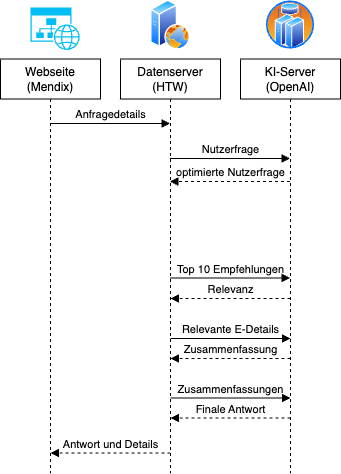 Webseite
(Mendix)
Datenserver
(HTW)
KI-Server
(OpenAI)
Anfragedetails
Nutzerfrage
optimierte Nutzerfrage
Top 10 Empfehlungen
Relevanz
Relevante E-Details
Zusammenfassung
Zusammenfassungen
Finale Antwort
Antwort und Details